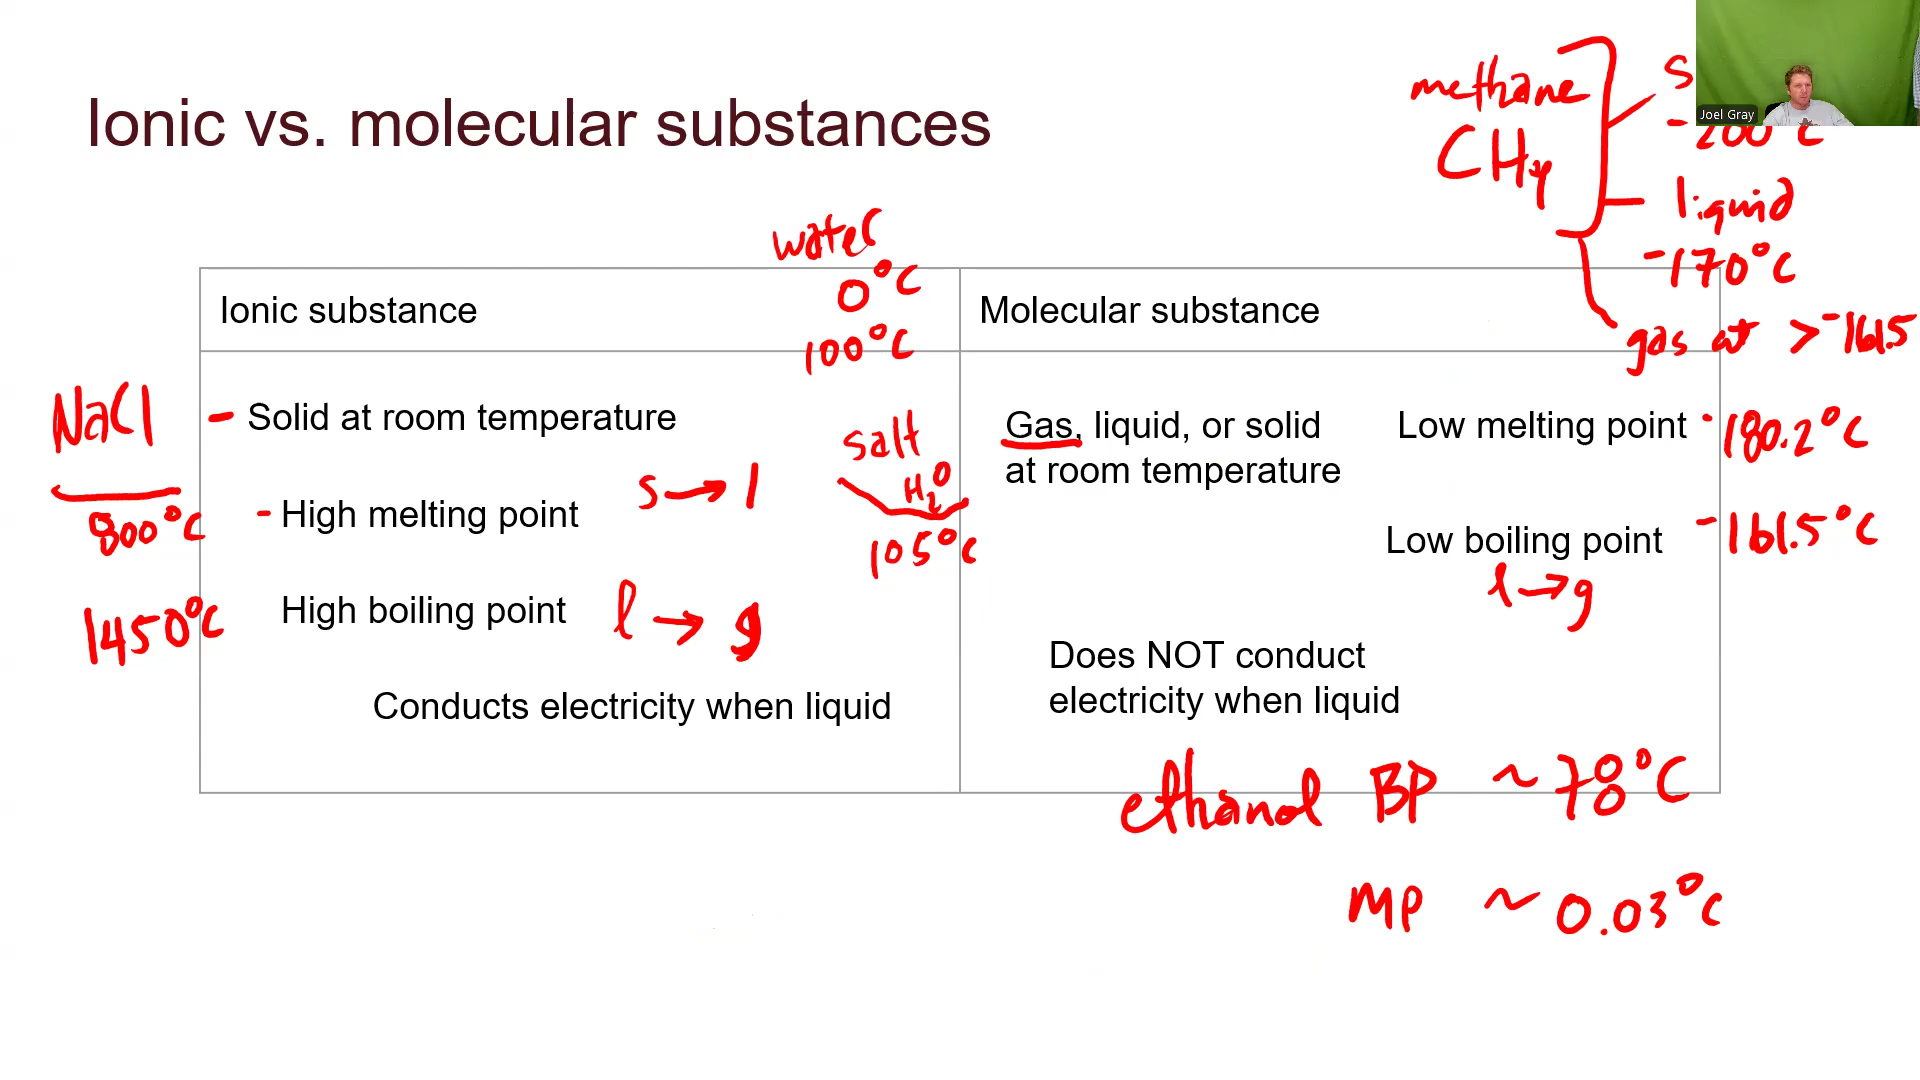 Ionic vs. molecular substances
methane
CH4
S
-200°C
liquid
-170°C
gas at > -161.5
Joel Gray
water
0°C
100°C
Ionic substance
Molecular substance
NaCl
800°C
1450°C
- Solid at room temperature
- High melting point
s → l
High boiling point
l → g
Conducts electricity when liquid
salt
H2O
105°C
Gas, liquid, or solid
at room temperature
Low melting point
-180.2°C
Low boiling point
-161.5°C
l → g
Does NOT conduct
electricity when liquid
ethanol BP ~ 78°C
MP ~ 0.03°C